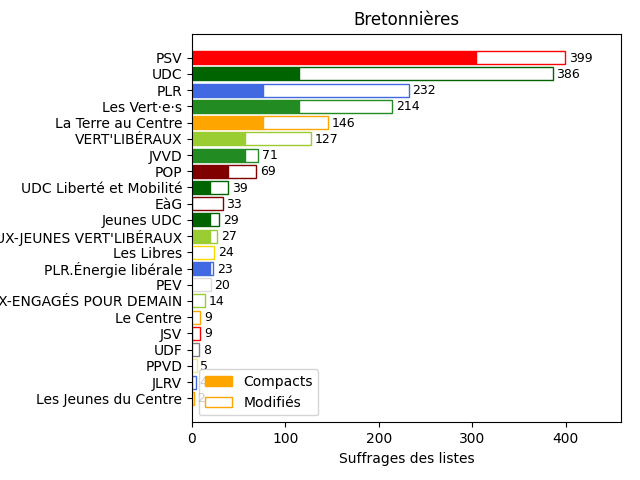 Bretonnières
PSV 399
UDC 386
PLR 232
Les Vert·e·s 214
La Terre au Centre 146
VERT'LIBÉRAUX 127
JVVD 71
POP 69
UDC Liberté et Mobilité 39
EàG 33
Jeunes UDC 29
UX-JEUNES VERT'LIBÉRAUX 27
Les Libres 24
PLR.Énergie libérale 23
PEV 20
X-ENGAGÉS POUR DEMAIN 14
Le Centre 9
JSV 9
UDF 8
PPVD 5
JLRV 4
Les Jeunes du Centre 2
Compacts
Modifiés
0 100 200 300 400
Suffrages des listes